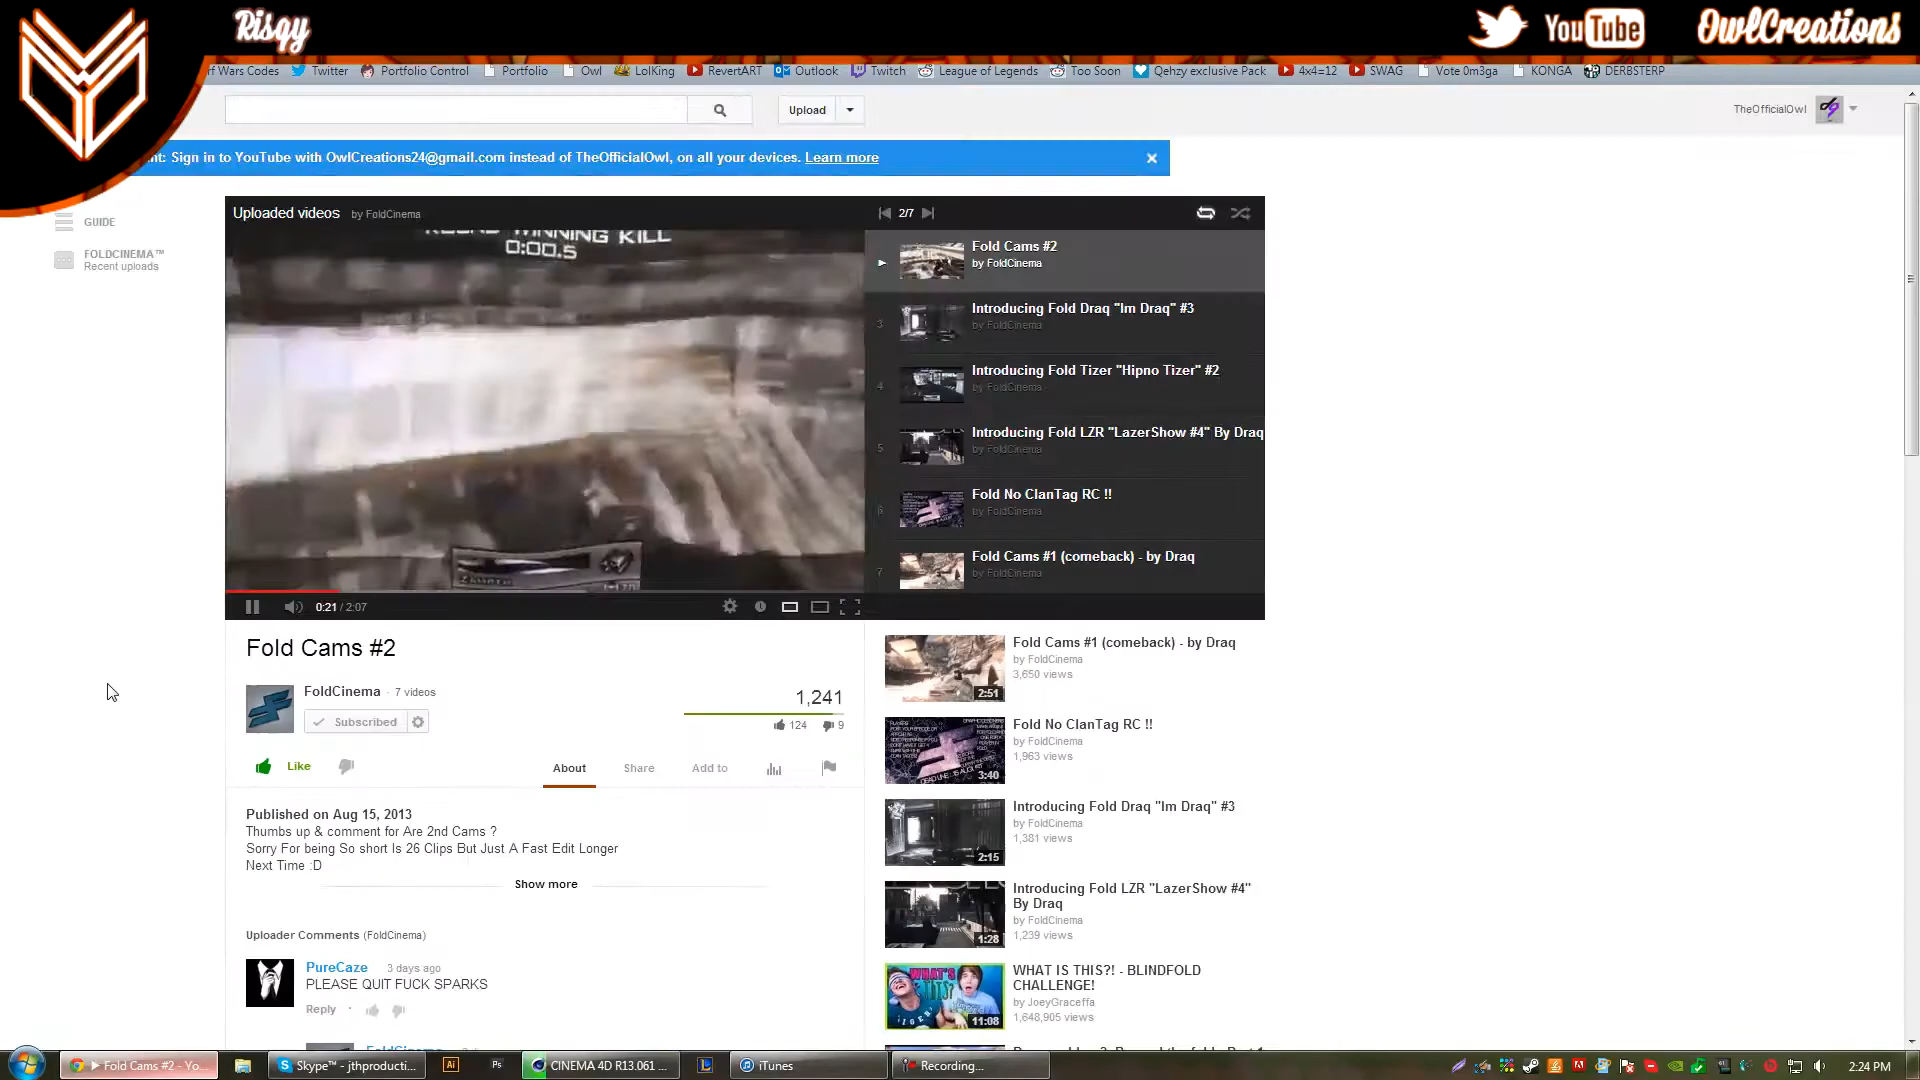 Risqy
YouTube
OwlCreations
rf Wars Codes
Twitter
Portfolio Control
Portfolio
Owl
LolKing
RevertART
Outlook
Twitch
League of Legends
Too Soon
Qehzy exclusive Pack
4x4=12
SWAG
Vote 0m3ga
KONGA
DERBSTERP
Upload
TheOfficialOwl
nt: Sign in to YouTube with OwlCreations24@gmail.com instead of TheOfficialOwl, on all your devices. Learn more
GUIDE
FOLDCINEMA™
Recent uploads
Uploaded videos by FoldCinema
2/7
ROUND WINNING KILL
0:00.5
Fold Cams #2
by FoldCinema
3
Introducing Fold Draq "Im Draq" #3
by FoldCinema
4
Introducing Fold Tizer "Hipno Tizer" #2
by FoldCinema
5
Introducing Fold LZR "LazerShow #4" By Draq
by FoldCinema
6
Fold No ClanTag RC !!
by FoldCinema
7
Fold Cams #1 (comeback) - by Draq
by FoldCinema
0:21 / 2:07
Fold Cams #2
FoldCinema · 7 videos
Subscribed
1,241
124
9
Like
About
Share
Add to
Published on Aug 15, 2013
Thumbs up & comment for Are 2nd Cams ?
Sorry For being So short Is 26 Clips But Just A Fast Edit Longer
Next Time :D
Show more
Uploader Comments (FoldCinema)
PureCaze 3 days ago
PLEASE QUIT FUCK SPARKS
Reply ·
Fold Cams #1 (comeback) - by Draq
by FoldCinema
3,650 views
2:51
Fold No ClanTag RC !!
by FoldCinema
1,963 views
3:40
Introducing Fold Draq "Im Draq" #3
by FoldCinema
1,381 views
2:15
Introducing Fold LZR "LazerShow #4"
By Draq
by FoldCinema
1,239 views
1:28
WHAT IS THIS?! - BLINDFOLD
CHALLENGE!
by JoeyGraceffa
1,648,905 views
WHAT'S
11:08
Fold Cams #2 - Yo...
Skype™ - jthproducti...
Ai
Ps
CINEMA 4D R13.061 ...
L
iTunes
Recording...
2:24 PM